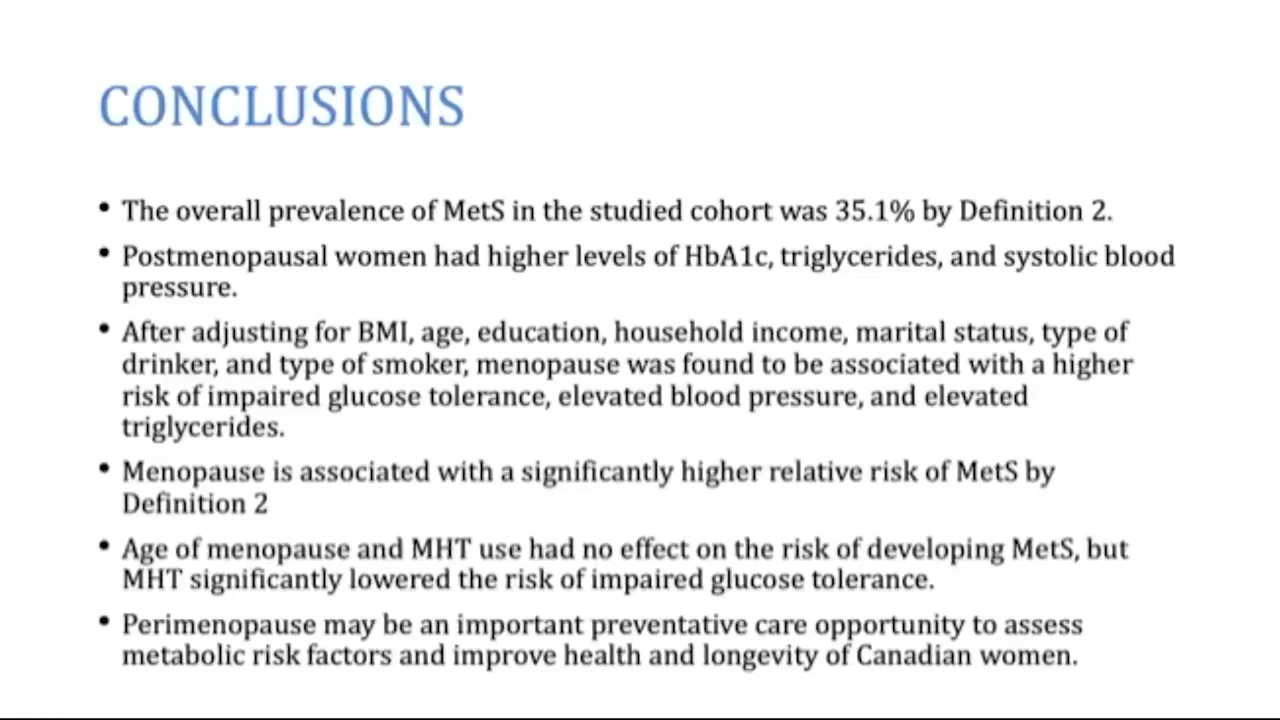 CONCLUSIONS
• The overall prevalence of MetS in the studied cohort was 35.1% by Definition 2.
• Postmenopausal women had higher levels of HbA1c, triglycerides, and systolic blood
pressure.
• After adjusting for BMI, age, education, household income, marital status, type of
drinker, and type of smoker, menopause was found to be associated with a higher
risk of impaired glucose tolerance, elevated blood pressure, and elevated
triglycerides.
• Menopause is associated with a significantly higher relative risk of MetS by
Definition 2
• Age of menopause and MHT use had no effect on the risk of developing MetS, but
MHT significantly lowered the risk of impaired glucose tolerance.
• Perimenopause may be an important preventative care opportunity to assess
metabolic risk factors and improve health and longevity of Canadian women.